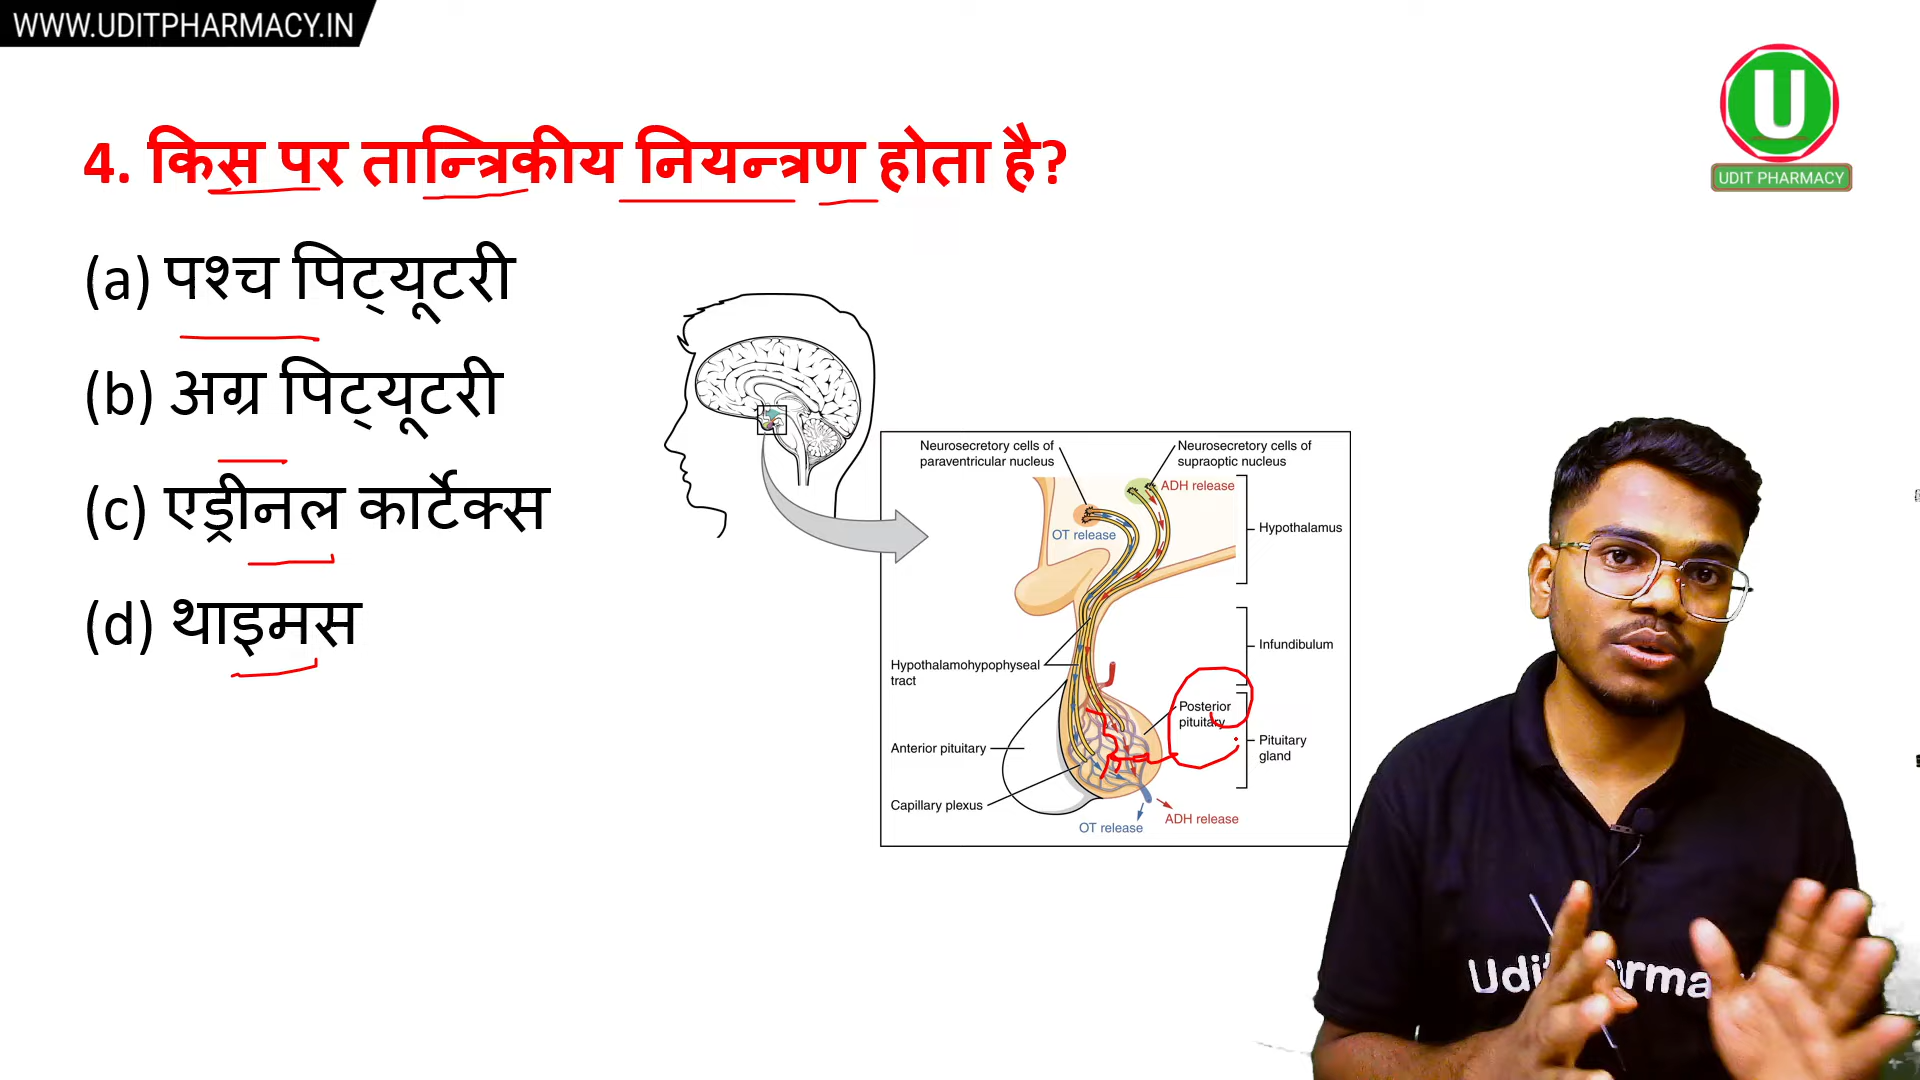 WWW.UDITPHARMACY.IN
U
UDIT PHARMACY
4. किस पर तान्त्रिकीय नियन्त्रण होता है?
(a) पश्च पिट्यूटरी
(b) अग्र पिट्यूटरी
(c) एड्रीनल कार्टेक्स
(d) थाइमस
Neurosecretory cells of
paraventricular nucleus
Neurosecretory cells of
supraoptic nucleus
ADH release
OT release
Hypothalamus
Infundibulum
Hypothalamohypophyseal
tract
Posterior
pituitary
Anterior pituitary
Pituitary
gland
Capillary plexus
ADH release
OT release